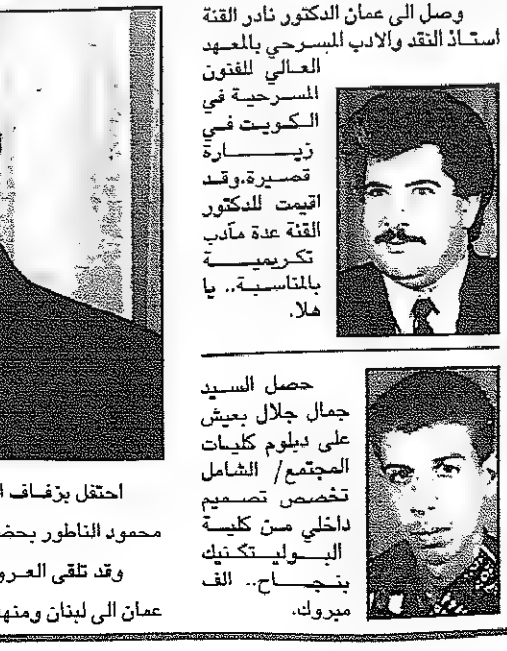 وصل الى عمان الدكتور نادر القنة
استاذ النقد والادب المسرحي بالمعهد
العالي للفنون
المسرحية في
الكويت في
زيارة
قصيرة.وقد
اقيمت للدكتور
القنة عدة مآدب
تكريمية
بالمناسبة.. يا
هلا.
حصل السيد
جمال جلال بعيش
على دبلوم كليات
المجتمع/ الشامل
تخصص تصميم
داخلي من كلية
البوليتكنيك
بنجاح.. الف
مبروك.
احتفل بزفاف ا
محمود الناطور بحض
وقد تلقى العرو
عمان الى لبنان ومنه